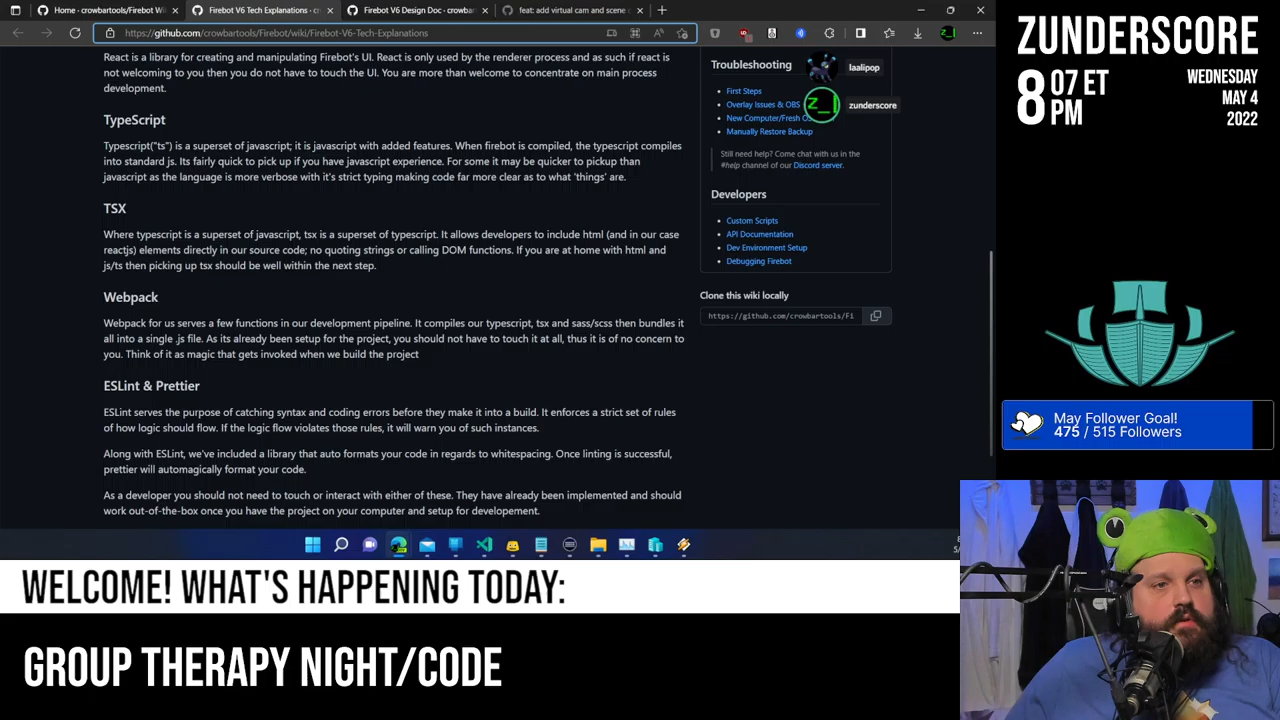 Home · crowbartools/Firebot Wi
Firebot V6 Tech Explanations · c
Firebot V6 Design Doc · crowbar
feat: add virtual cam and scene c
https://github.com/crowbartools/Firebot/wiki/Firebot-V6-Tech-Explanations
React is a library for creating and manipulating Firebot's UI. React is only used by the renderer process and as such if react is
not welcoming to you then you do not have to touch the UI. You are more than welcome to concentrate on main process
development.
TypeScript
Typescript("ts") is a superset of javascript; it is javascript with added features. When firebot is compiled, the typescript compiles
into standard js. Its fairly quick to pick up if you have javascript experience. For some it may be quicker to pickup than
javascript as the language is more verbose with it's strict typing making code far more clear as to what 'things' are.
TSX
Where typescript is a superset of javascript, tsx is a superset of typescript. It allows developers to include html (and in our case
reactjs) elements directly in our source code; no quoting strings or calling DOM functions. If you are at home with html and
js/ts then picking up tsx should be well within the next step.
Webpack
Webpack for us serves a few functions in our development pipeline. It compiles our typescript, tsx and sass/scss then bundles it
all into a single .js file. As its already been setup for the project, you should not have to touch it at all, thus it is of no concern to
you. Think of it as magic that gets invoked when we build the project
ESLint & Prettier
ESLint serves the purpose of catching syntax and coding errors before they make it into a build. It enforces a strict set of rules
of how logic should flow. If the logic flow violates those rules, it will warn you of such instances.
Along with ESLint, we've included a library that auto formats your code in regards to whitespacing. Once linting is successful,
prettier will automagically format your code.
As a developer you should not need to touch or interact with either of these. They have already been implemented and should
work out-of-the-box once you have the project on your computer and setup for developement.
Troubleshooting
First Steps
Overlay Issues & OBS
New Computer/Fresh OS
Manually Restore Backup
Still need help? Come chat with us in the
#help channel of our Discord server.
Developers
Custom Scripts
API Documentation
Dev Environment Setup
Debugging Firebot
Clone this wiki locally
https://github.com/crowbartools/Fi
laalipop
z_
zunderscore
ZUNDERSCORE
8 07 ET
PM
WEDNESDAY
MAY 4
2022
May Follower Goal!
475 / 515 Followers
WELCOME! WHAT'S HAPPENING TODAY:
GROUP THERAPY NIGHT/CODE